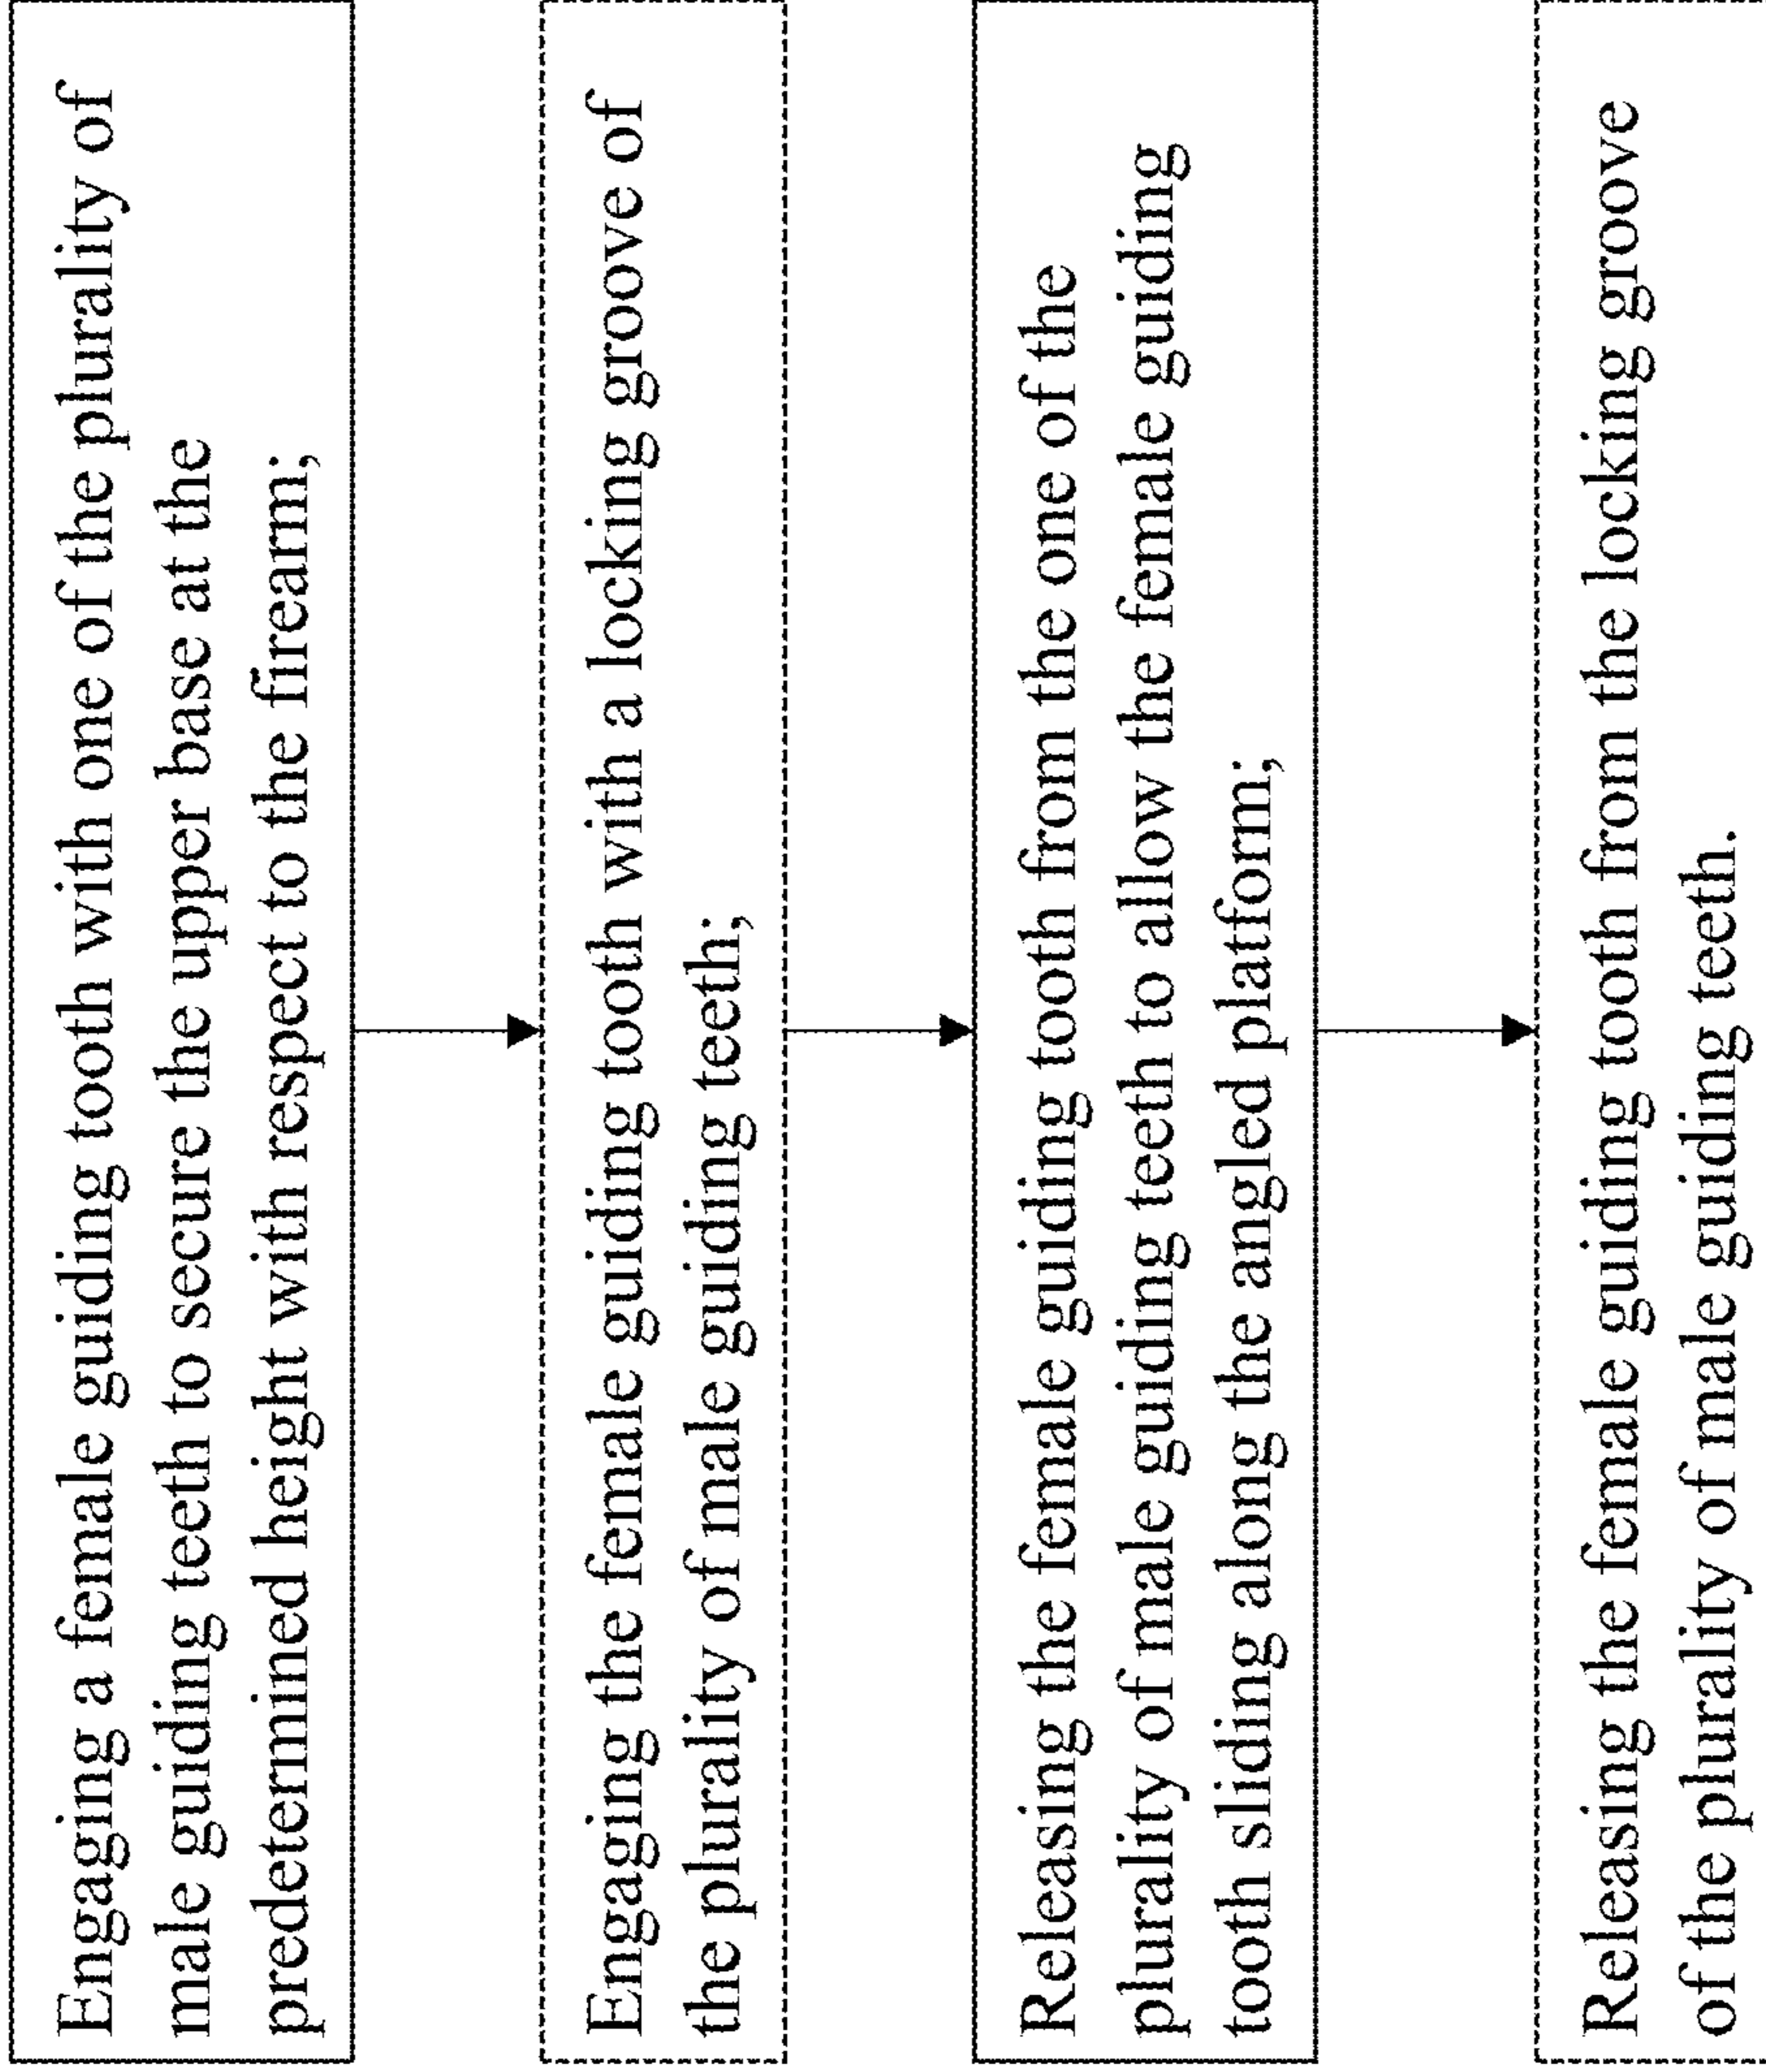 Engaging a female guiding tooth with one of the plurality of
male guiding teeth to secure the upper base at the
predetermined height with respect to the firearm;
Engaging the female guiding tooth with a locking groove of
the plurality of male guiding teeth;
Releasing the female guiding tooth from the one of the
plurality of male guiding teeth to allow the female guiding
tooth sliding along the angled platform;
Releasing the female guiding tooth from the locking groove
of the plurality of male guiding teeth.